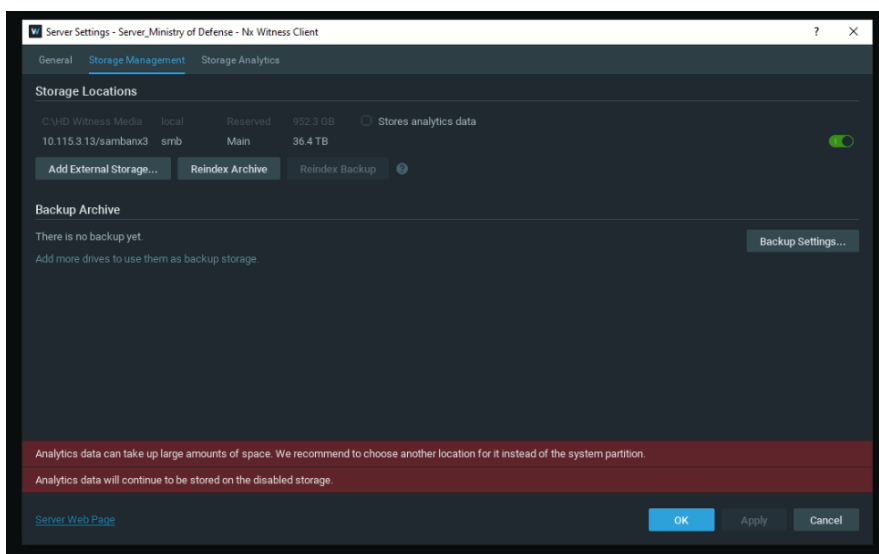 W Server Settings - Server_Ministry of Defense - Nx Witness Client ? ×
General Storage Management Storage Analytics
Storage Locations
C:\HD Witness Media local Reserved 952.3 GB Stores analytics data
10.115.3.13/sambanx3 smb Main 36.4 TB
Add External Storage... Reindex Archive Reindex Backup ?
Backup Archive
There is no backup yet.
Backup Settings...
Add more drives to use them as backup storage.
Analytics data can take up large amounts of space. We recommend to choose another location for it instead of the system partition.
Analytics data will continue to be stored on the disabled storage.
Server Web Page OK Apply Cancel